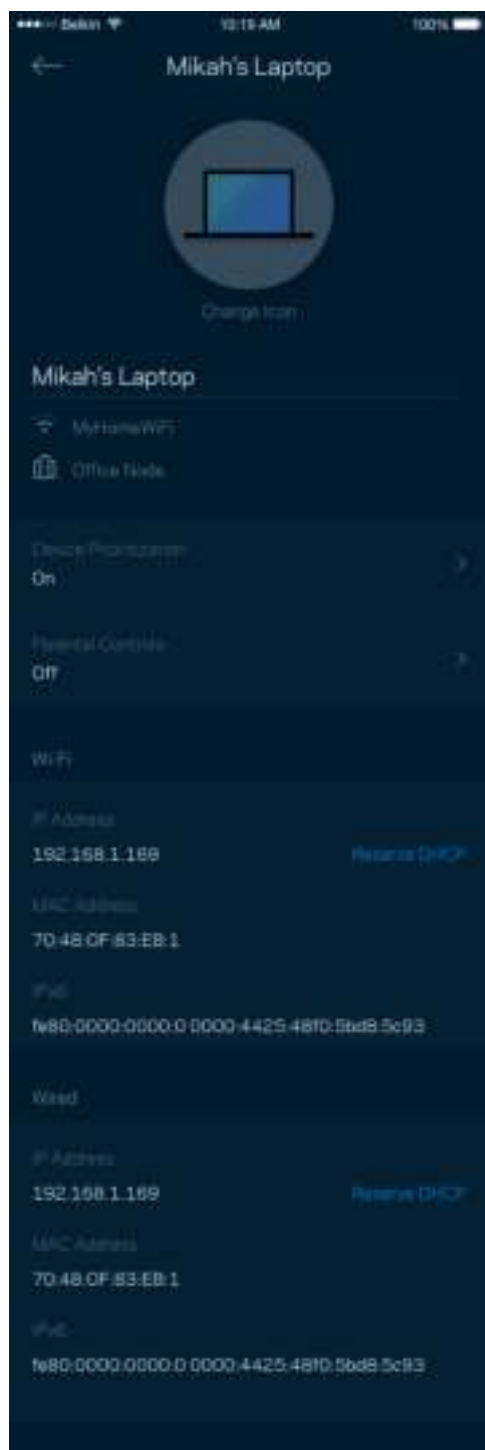 Belkin 10:19 AM 100%
Mikah's Laptop
Change Icon
Mikah's Laptop
MyHomeWiFi
Office Node
Device Prioritization
On
Parental Controls
Off
Wi-Fi
IP Address
192.168.1.169 Reserve DHCP
MAC Address
70:48:0F:83:EB:1
IPv6
fe80:0000:0000:0:0000:4425:48f0:5bd8:5c93
Wired
IP Address
192.168.1.169 Reserve DHCP
MAC Address
70:48:0F:83:EB:1
IPv6
fe80:0000:0000:0:0000:4425:48f0:5bd8:5c93